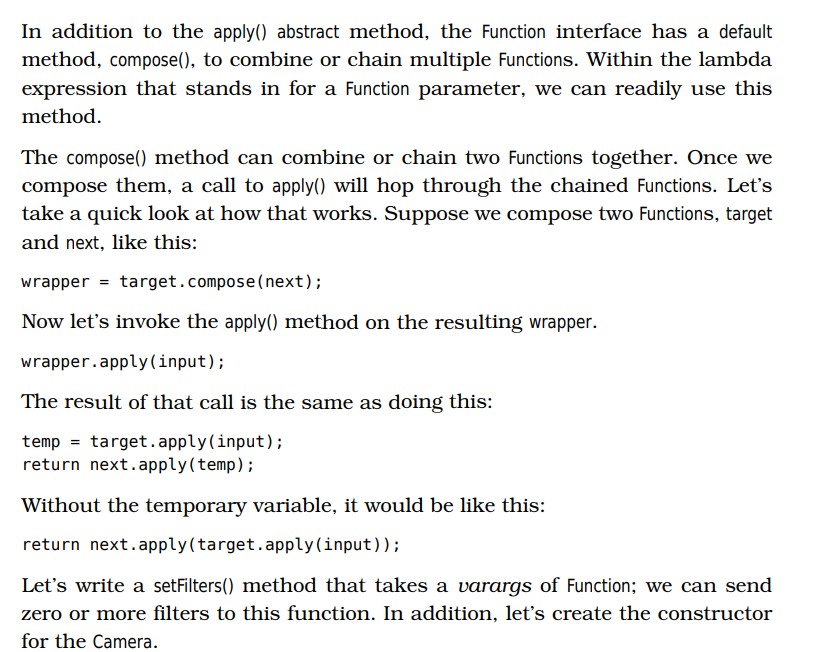 In addition to the apply() abstract method, the Function interface has a default
method, compose(), to combine or chain multiple Functions. Within the lambda
expression that stands in for a Function parameter, we can readily use this
method.
The compose() method can combine or chain two Functions together. Once we
compose them, a call to apply() will hop through the chained Functions. Let’s
take a quick look at how that works. Suppose we compose two Functions, target
and next, like this:
wrapper = target.compose(next);
Now let’s invoke the apply() method on the resulting wrapper.
wrapper.apply(input);
The result of that call is the same as doing this:
temp = target.apply(input);
return next.apply(temp);
Without the temporary variable, it would be like this:
return next.apply(target.apply(input));
Let’s write a setFilters() method that takes a varargs of Function; we can send
zero or more filters to this function. In addition, let’s create the constructor
for the Camera.